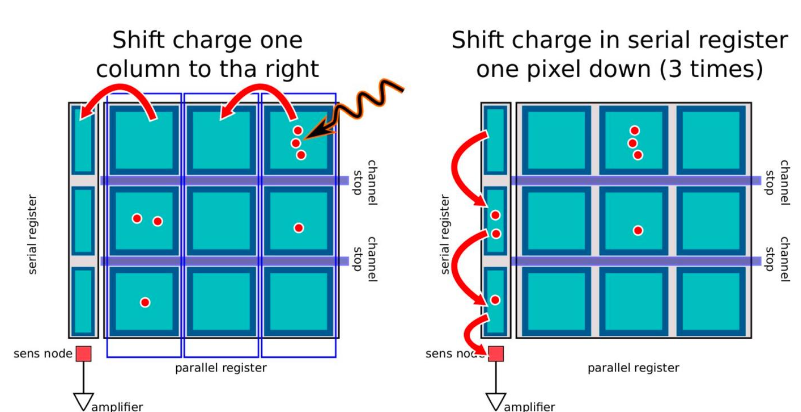 Shift charge one
column to tha right
channel
stop
channel
stop
serial register
sens node
parallel register
amplifier
Shift charge in serial register
one pixel down (3 times)
channel
stop
channel
stop
serial register
sens node
parallel register
amplifier